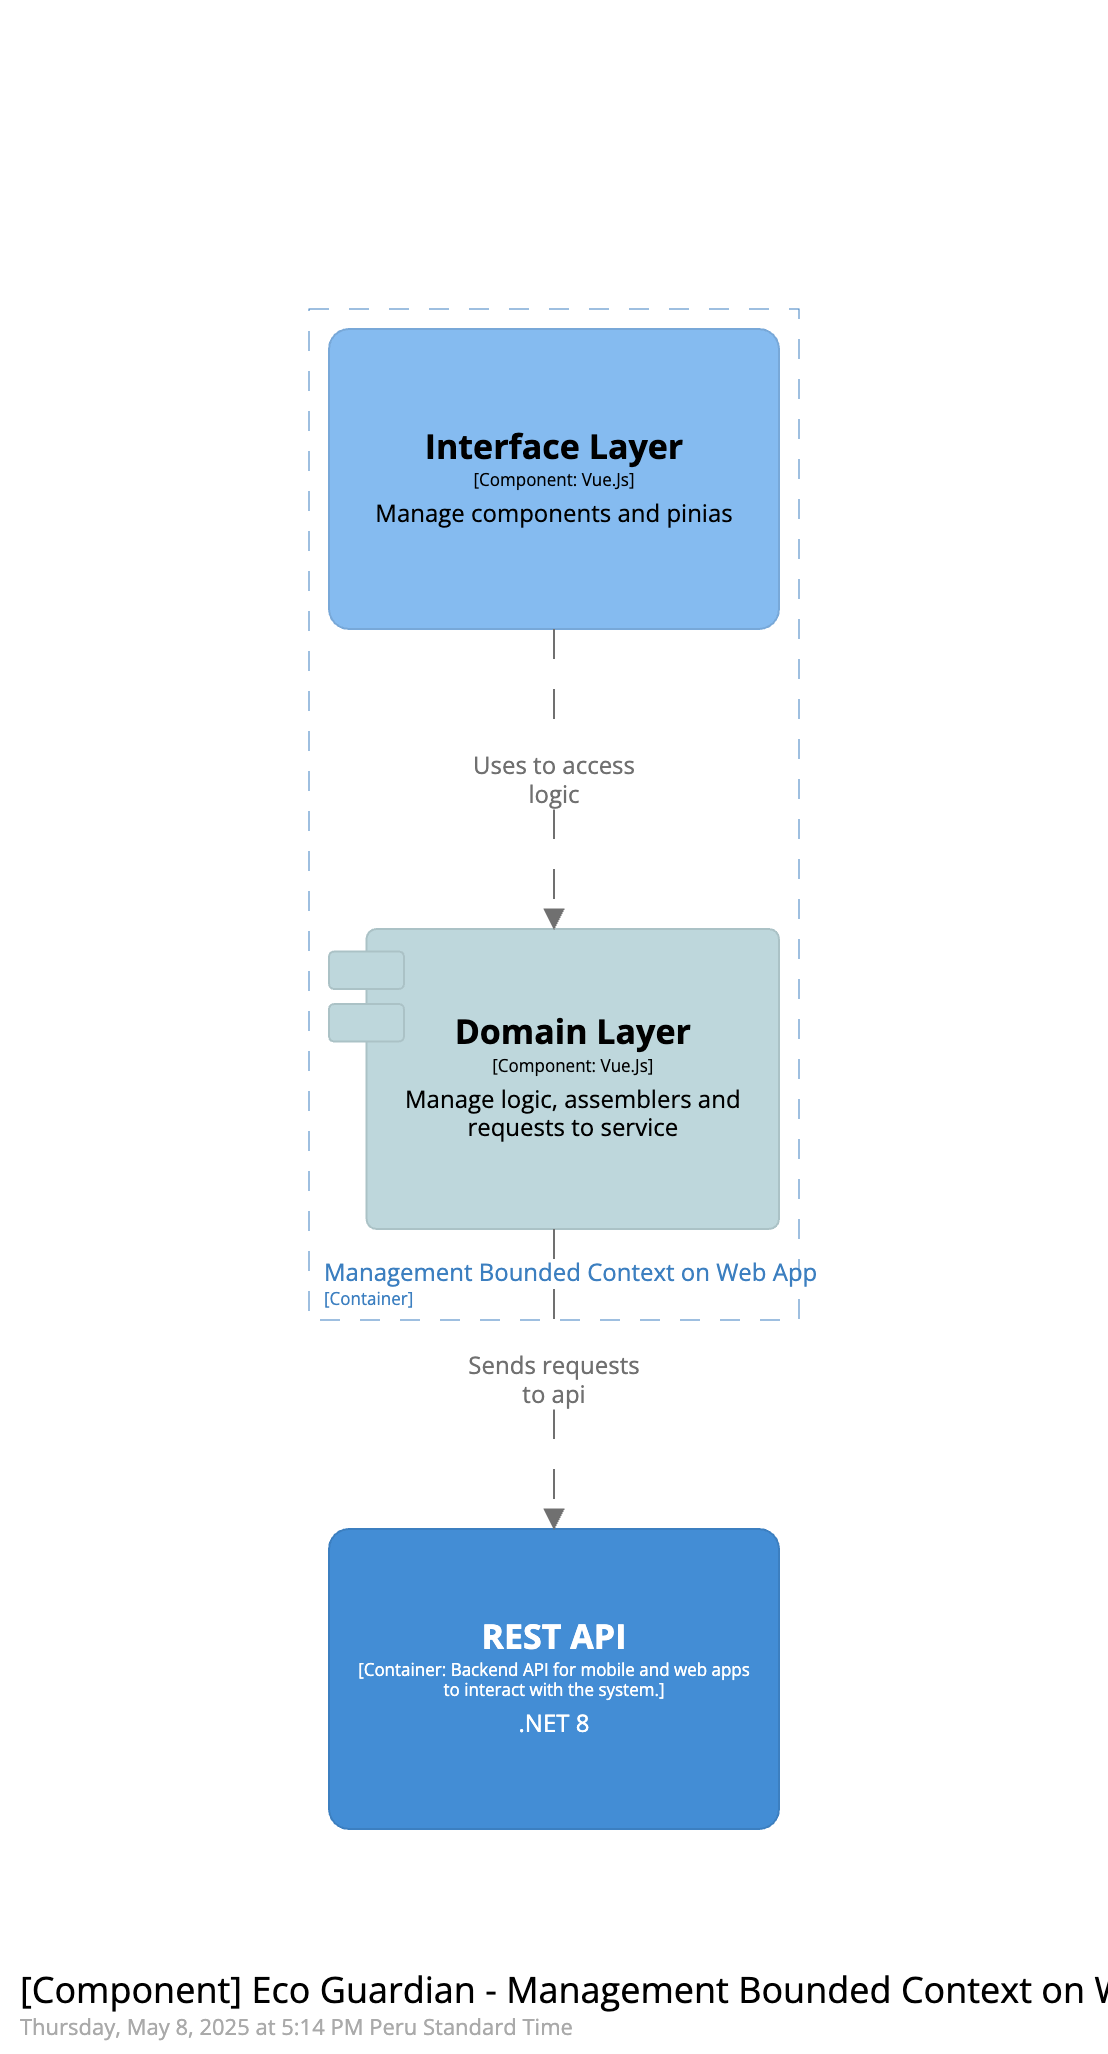 Interface Layer
[Component: Vue.Js]
Manage components and pinias
Uses to access
logic
Domain Layer
[Component: Vue.Js]
Manage logic, assemblers and
requests to service
Management Bounded Context on Web App
[Container]
Sends requests
to api
REST API
[Container: Backend API for mobile and web apps
to interact with the system.]
.NET 8
[Component] Eco Guardian - Management Bounded Context on W
Thursday, May 8, 2025 at 5:14 PM Peru Standard Time